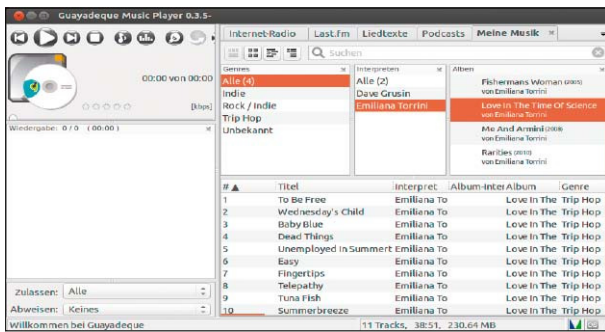 Guayadeque Music Player 0.3.5-
Internet-Radio Last.fm Liedtexte Podcasts Meine Musik
Suchen
00:00 von 00:00
[kbps]
Wiedergabe: 0 / 0 (00:00)
Genres
Alle (4)
Indie
Rock / Indie
Trip Hop
Unbekannt
Interpreten
Alle (2)
Dave Grusin
Emiliana Torrini
Alben
Fishermans Woman (2005)
von Emiliana Torrini
Love In The Time Of Science
von Emiliana Torrini
Me And Armini (2008)
von Emiliana Torrini
Rarities (2010)
von Emiliana Torrini
# Titel Interpret Album-Inter Album Genre
1 To Be Free Emiliana To Love In The Trip Hop
2 Wednesday's Child Emiliana To Love In The Trip Hop
3 Baby Blue Emiliana To Love In The Trip Hop
4 Dead Things Emiliana To Love In The Trip Hop
5 Unemployed In Summert Emiliana To Love In The Trip Hop
6 Easy Emiliana To Love In The Trip Hop
7 Fingertips Emiliana To Love In The Trip Hop
8 Telepathy Emiliana To Love In The Trip Hop
9 Tuna Fish Emiliana To Love In The Trip Hop
10 Summerbreeze Emiliana To Love In The Trip Hop
Zulassen: Alle
Abweisen: Keines
Willkommen bei Guayadeque
11 Tracks, 38:51, 230.64 MB